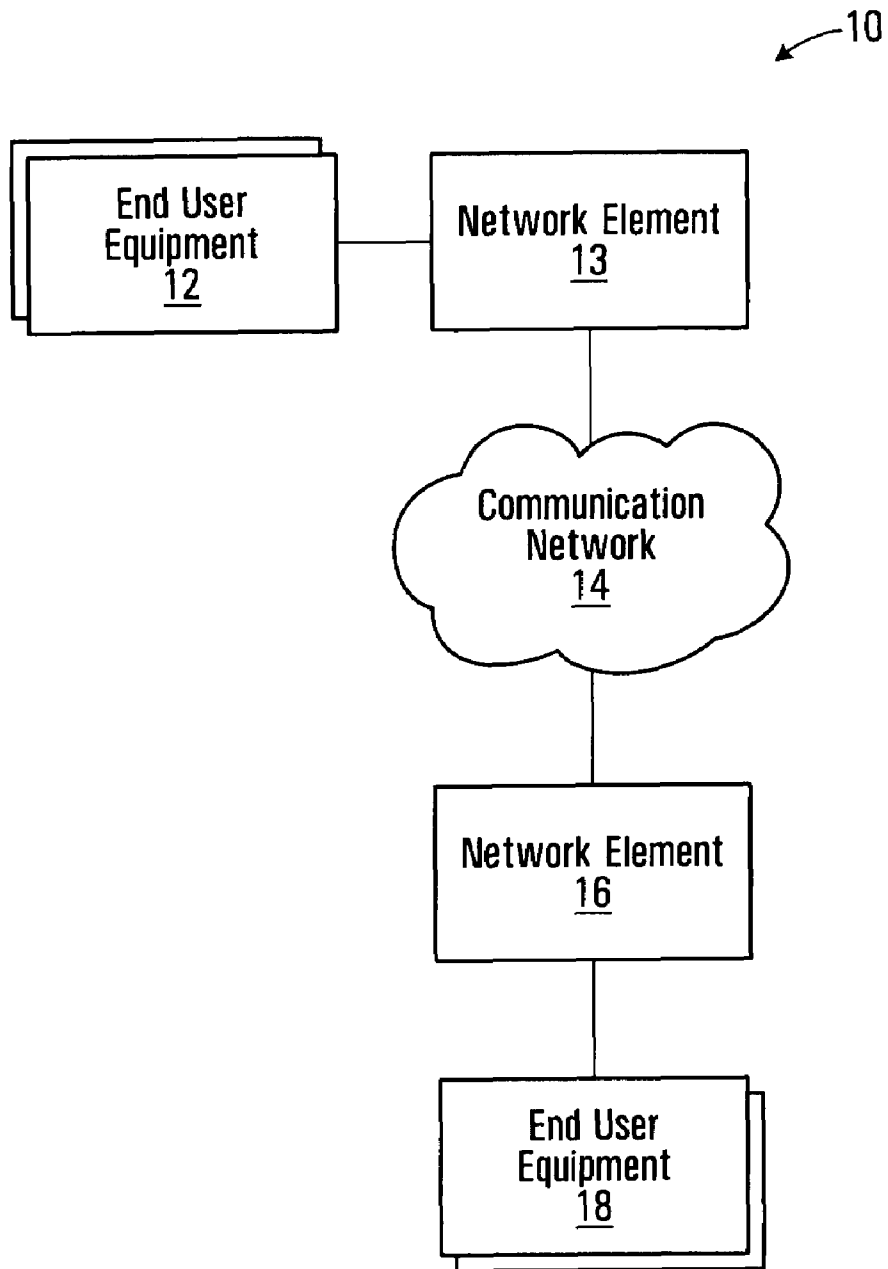 10
End User
Equipment
12
Network Element
13
Communication
Network
14
Network Element
16
End User
Equipment
18